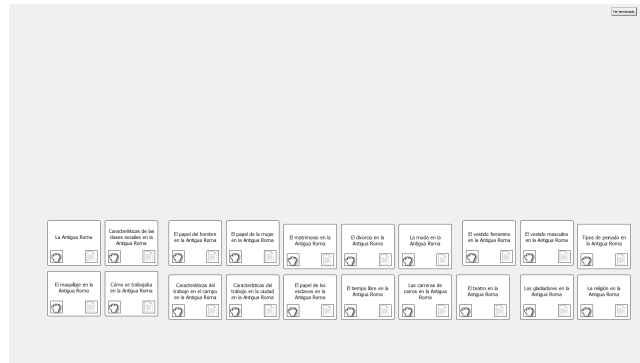 He terminado
La Antigua Roma
Características de las
clases sociales en la
Antigua Roma
El papel del hombre
en la Antigua Roma
El papel de la mujer
en la Antigua Roma
El matrimonio en la
Antigua Roma
El divorcio en la
Antigua Roma
La moda en la
Antigua Roma
El vestido femenino
en la Antigua Roma
El vestido masculino
en la Antigua Roma
Tipos de peinado en
la Antigua Roma
El maquillaje en la
Antigua Roma
Cómo se trabajaba
en la Antigua Roma
Características del
trabajo en el campo
en la Antigua Roma
Características del
trabajo en la ciudad
en la Antigua Roma
El papel de los
esclavos en la
Antigua Roma
El tiempo libre en la
Antigua Roma
Las carreras de
carros en la Antigua
Roma
El teatro en la
Antigua Roma
Los gladiadores en la
Antigua Roma
La religión en la
Antigua Roma